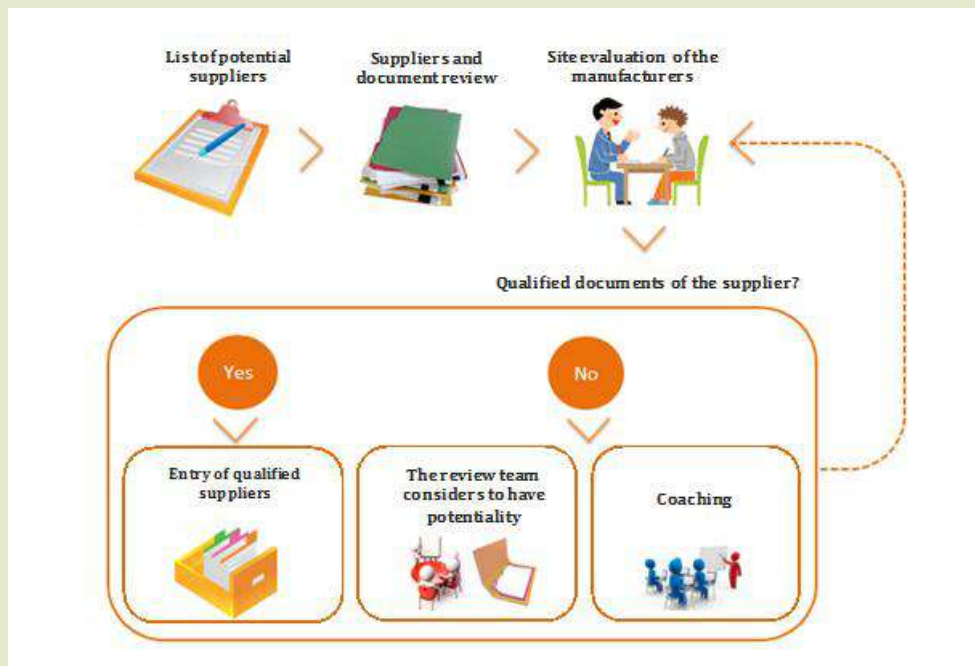 List of potential
suppliers
Suppliers and
document review
Site evaluation of the
manufacturers
Qualified documents of the supplier?
Yes
No
Entry of qualified
suppliers
The review team
considers to have
potentiality
Coaching